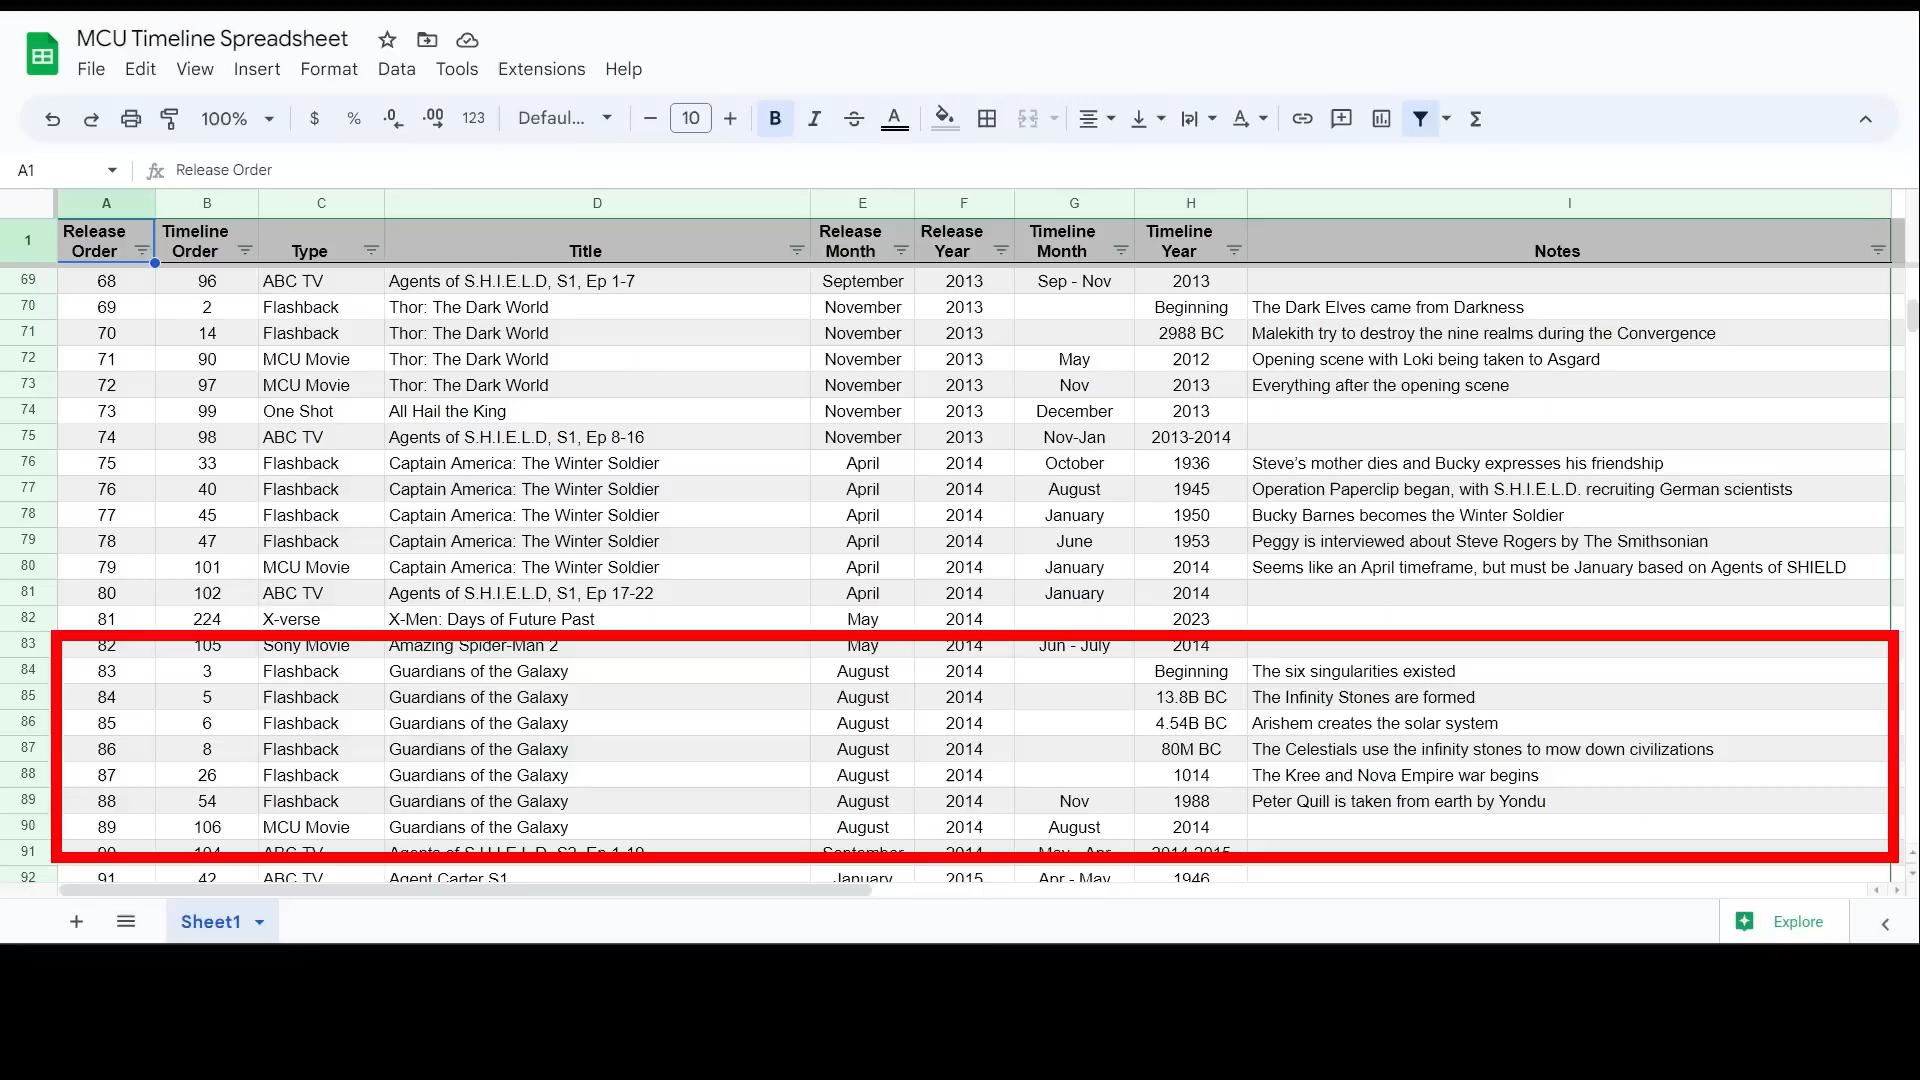 MCU Timeline Spreadsheet
File Edit View Insert Format Data Tools Extensions Help
100% $ % .0 .00 123 Defaul... 10 B I A Σ
A1 fx Release Order
A B C D E F G H I
1 Release Order Timeline Order Type Title Release Month Release Year Timeline Month Timeline Year Notes
69 68 96 ABC TV Agents of S.H.I.E.L.D, S1, Ep 1-7 September 2013 Sep - Nov 2013
70 69 2 Flashback Thor: The Dark World November 2013 Beginning The Dark Elves came from Darkness
71 70 14 Flashback Thor: The Dark World November 2013 2988 BC Malekith try to destroy the nine realms during the Convergence
72 71 90 MCU Movie Thor: The Dark World November 2013 May 2012 Opening scene with Loki being taken to Asgard
73 72 97 MCU Movie Thor: The Dark World November 2013 Nov 2013 Everything after the opening scene
74 73 99 One Shot All Hail the King November 2013 December 2013
75 74 98 ABC TV Agents of S.H.I.E.L.D, S1, Ep 8-16 November 2013 Nov-Jan 2013-2014
76 75 33 Flashback Captain America: The Winter Soldier April 2014 October 1936 Steve's mother dies and Bucky expresses his friendship
77 76 40 Flashback Captain America: The Winter Soldier April 2014 August 1945 Operation Paperclip began, with S.H.I.E.L.D. recruiting German scientists
78 77 45 Flashback Captain America: The Winter Soldier April 2014 January 1950 Bucky Barnes becomes the Winter Soldier
79 78 47 Flashback Captain America: The Winter Soldier April 2014 June 1953 Peggy is interviewed about Steve Rogers by The Smithsonian
80 79 101 MCU Movie Captain America: The Winter Soldier April 2014 January 2014 Seems like an April timeframe, but must be January based on Agents of SHIELD
81 80 102 ABC TV Agents of S.H.I.E.L.D, S1, Ep 17-22 April 2014 January 2014
82 81 224 X-verse X-Men: Days of Future Past May 2014 2023
83 82 105 Sony Movie Amazing Spider-Man 2 May 2014 Jun - July 2014
84 83 3 Flashback Guardians of the Galaxy August 2014 Beginning The six singularities existed
85 84 5 Flashback Guardians of the Galaxy August 2014 13.8B BC The Infinity Stones are formed
86 85 6 Flashback Guardians of the Galaxy August 2014 4.54B BC Arishem creates the solar system
87 86 8 Flashback Guardians of the Galaxy August 2014 80M BC The Celestials use the infinity stones to mow down civilizations
88 87 26 Flashback Guardians of the Galaxy August 2014 1014 The Kree and Nova Empire war begins
89 88 54 Flashback Guardians of the Galaxy August 2014 Nov 1988 Peter Quill is taken from earth by Yondu
90 89 106 MCU Movie Guardians of the Galaxy August 2014 August 2014
91 90 104 ABC TV Agents of S.H.I.E.L.D, S2, Ep 1-19 September 2014 May - Apr 2014-2015
92 91 42 ABC TV Agent Carter S1 January 2015 Apr - May 1946
Sheet1 Explore